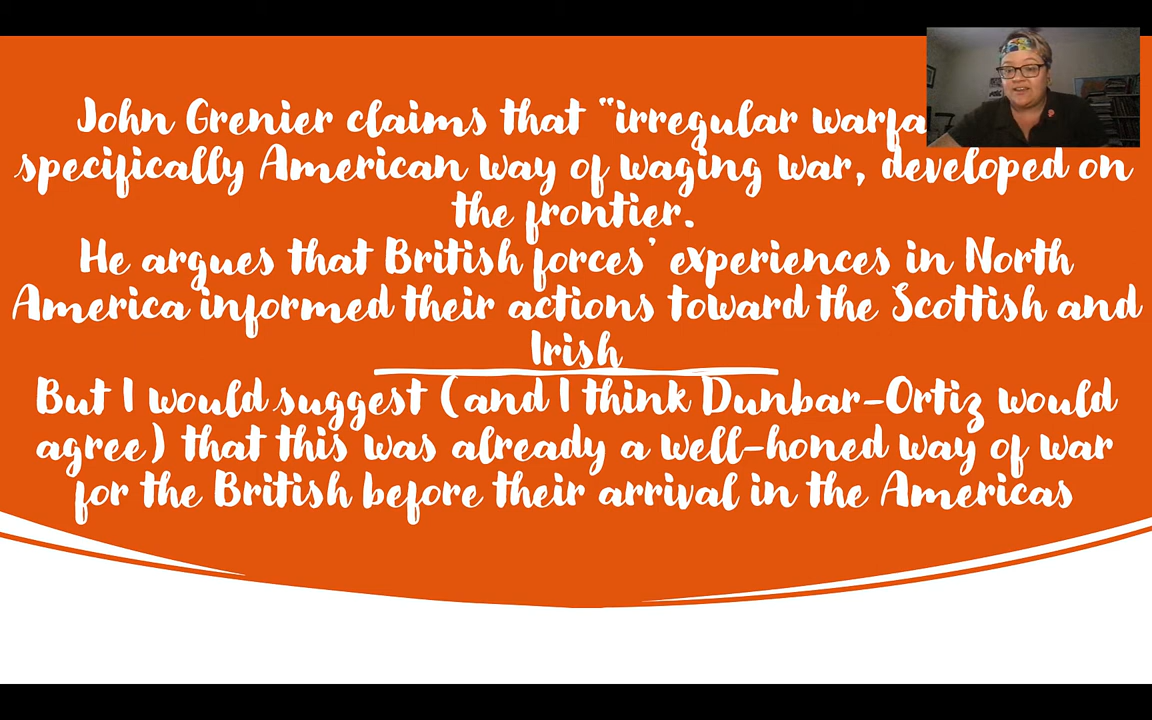 John Grenier claims that “irregular
specifically American way of waging war, developed on
the frontier.
He argues that British forces’ experiences in North
America informed their actions toward the Scottish and
Irish
But I would suggest (and I think Dunbar-Ortiz would
agree) that this was already a well-honed way of war
for the British before their arrival in the Americas